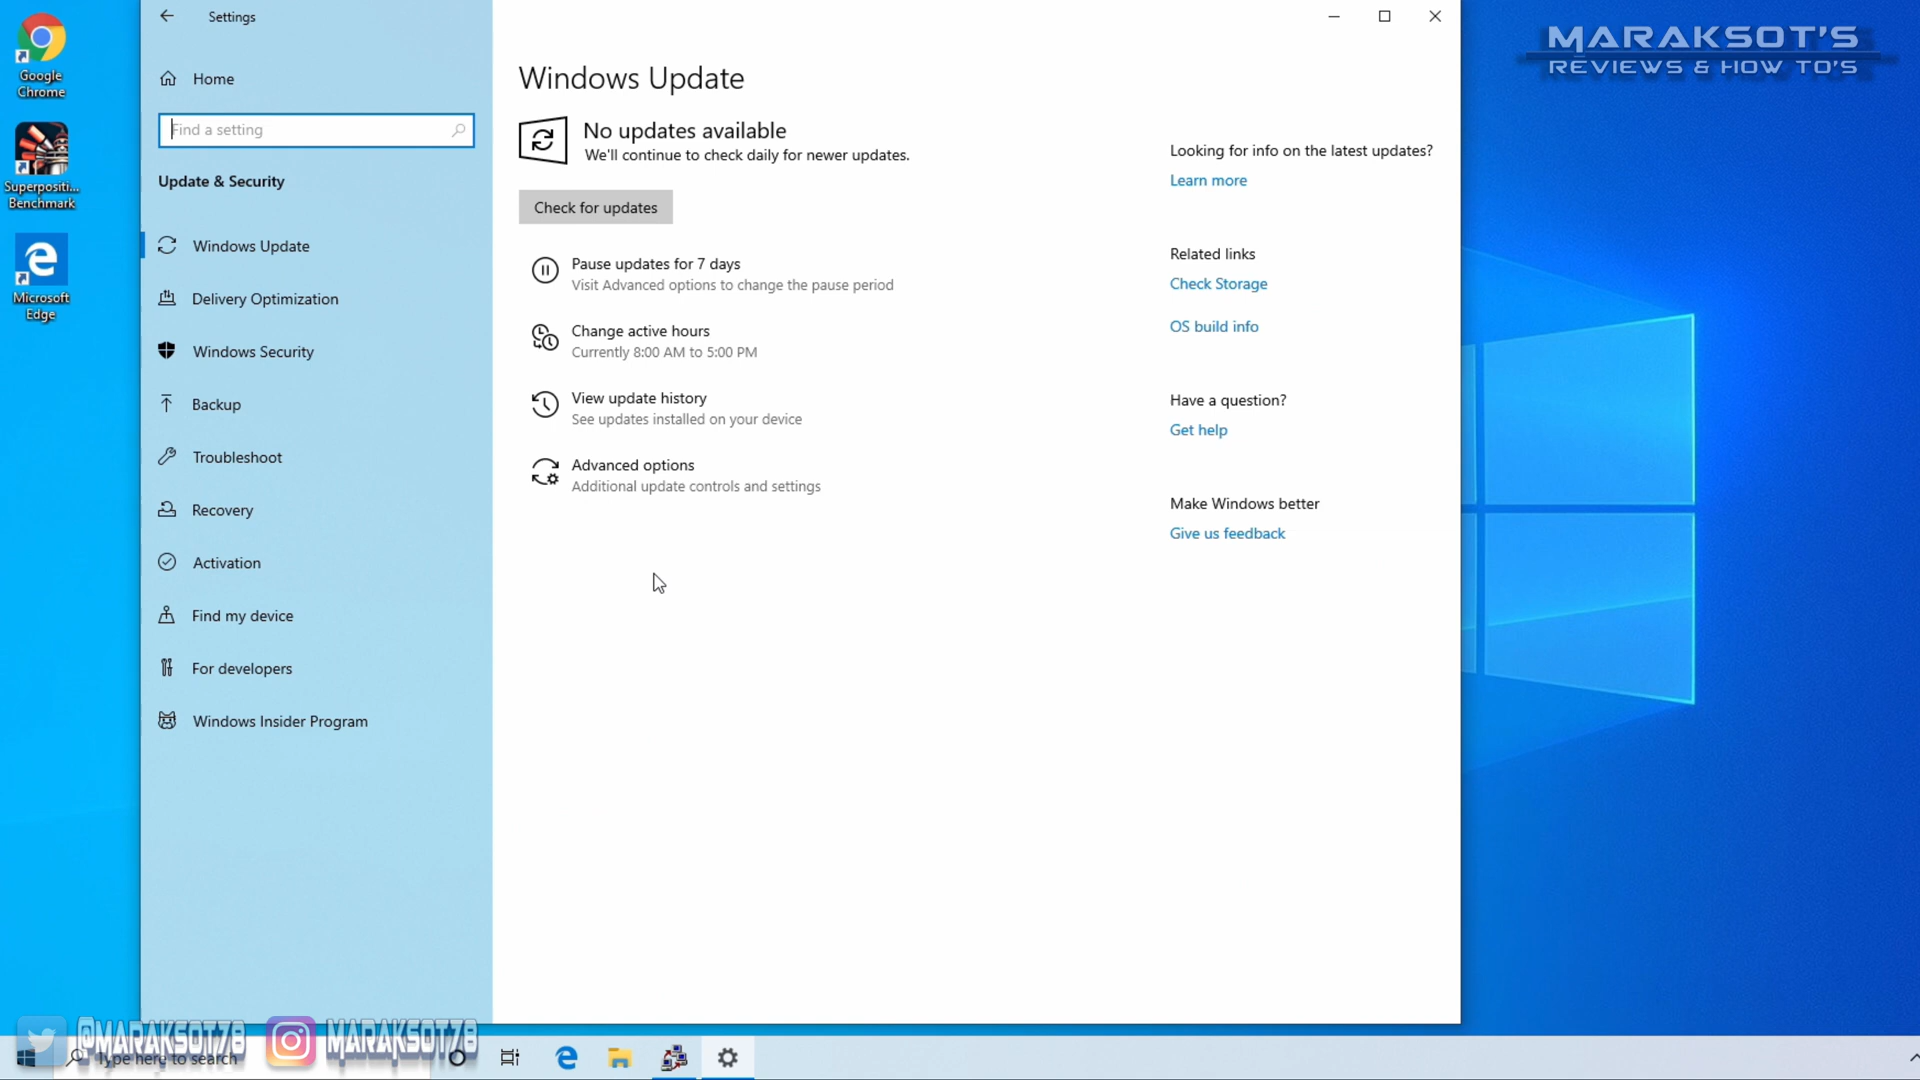 Google
Chrome
Superpositi...
Benchmark
Microsoft
Edge
Settings
Home
Find a setting
Update & Security
Windows Update
Delivery Optimization
Windows Security
Backup
Troubleshoot
Recovery
Activation
Find my device
For developers
Windows Insider Program
Windows Update
No updates available
We'll continue to check daily for newer updates.
Check for updates
Pause updates for 7 days
Visit Advanced options to change the pause period
Change active hours
Currently 8:00 AM to 5:00 PM
View update history
See updates installed on your device
Advanced options
Additional update controls and settings
Looking for info on the latest updates?
Learn more
Related links
Check Storage
OS build info
Have a question?
Get help
Make Windows better
Give us feedback
MARAKSOT'S
REVIEWS & HOW TO'S
@MARAKSOT78
MARAKSOT78
Type here to search